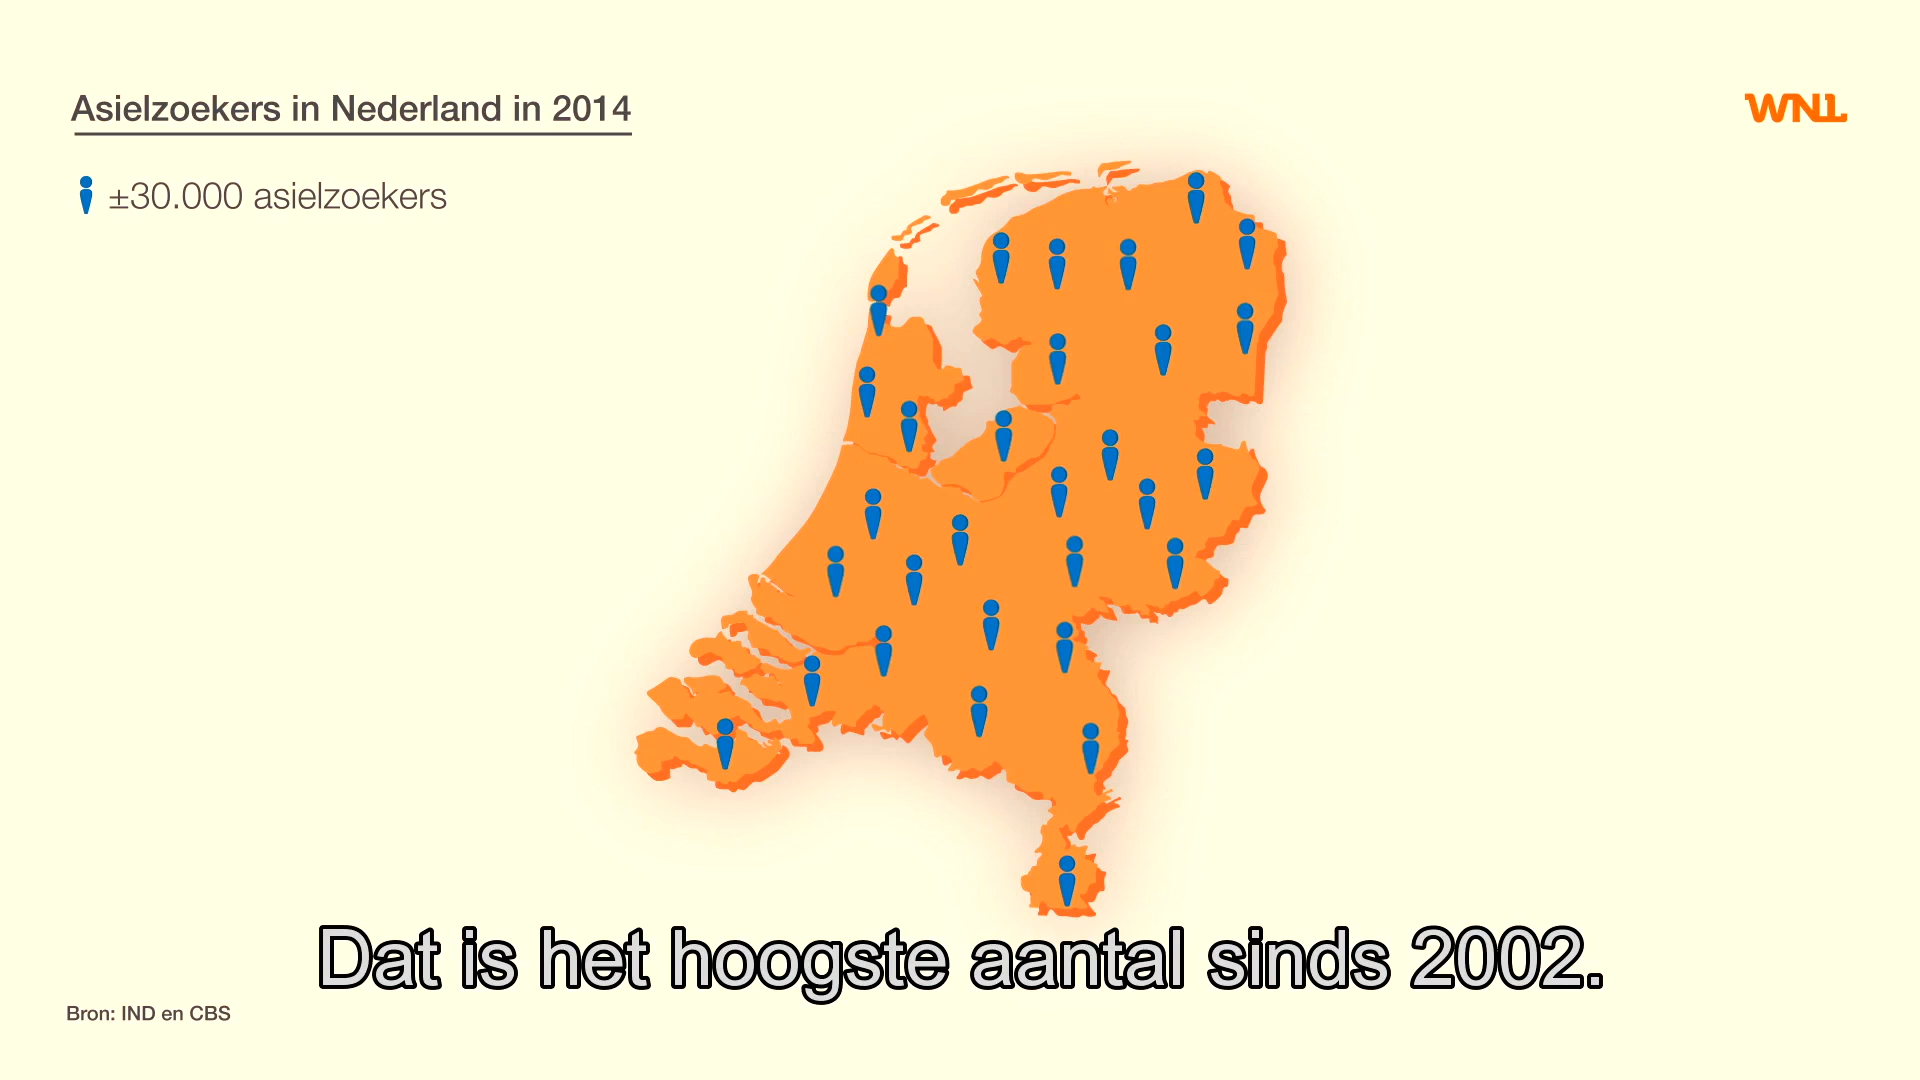 Asielzoekers in Nederland in 2014
WNL
±30.000 asielzoekers
Dat is het hoogste aantal sinds 2002.
Bron: IND en CBS